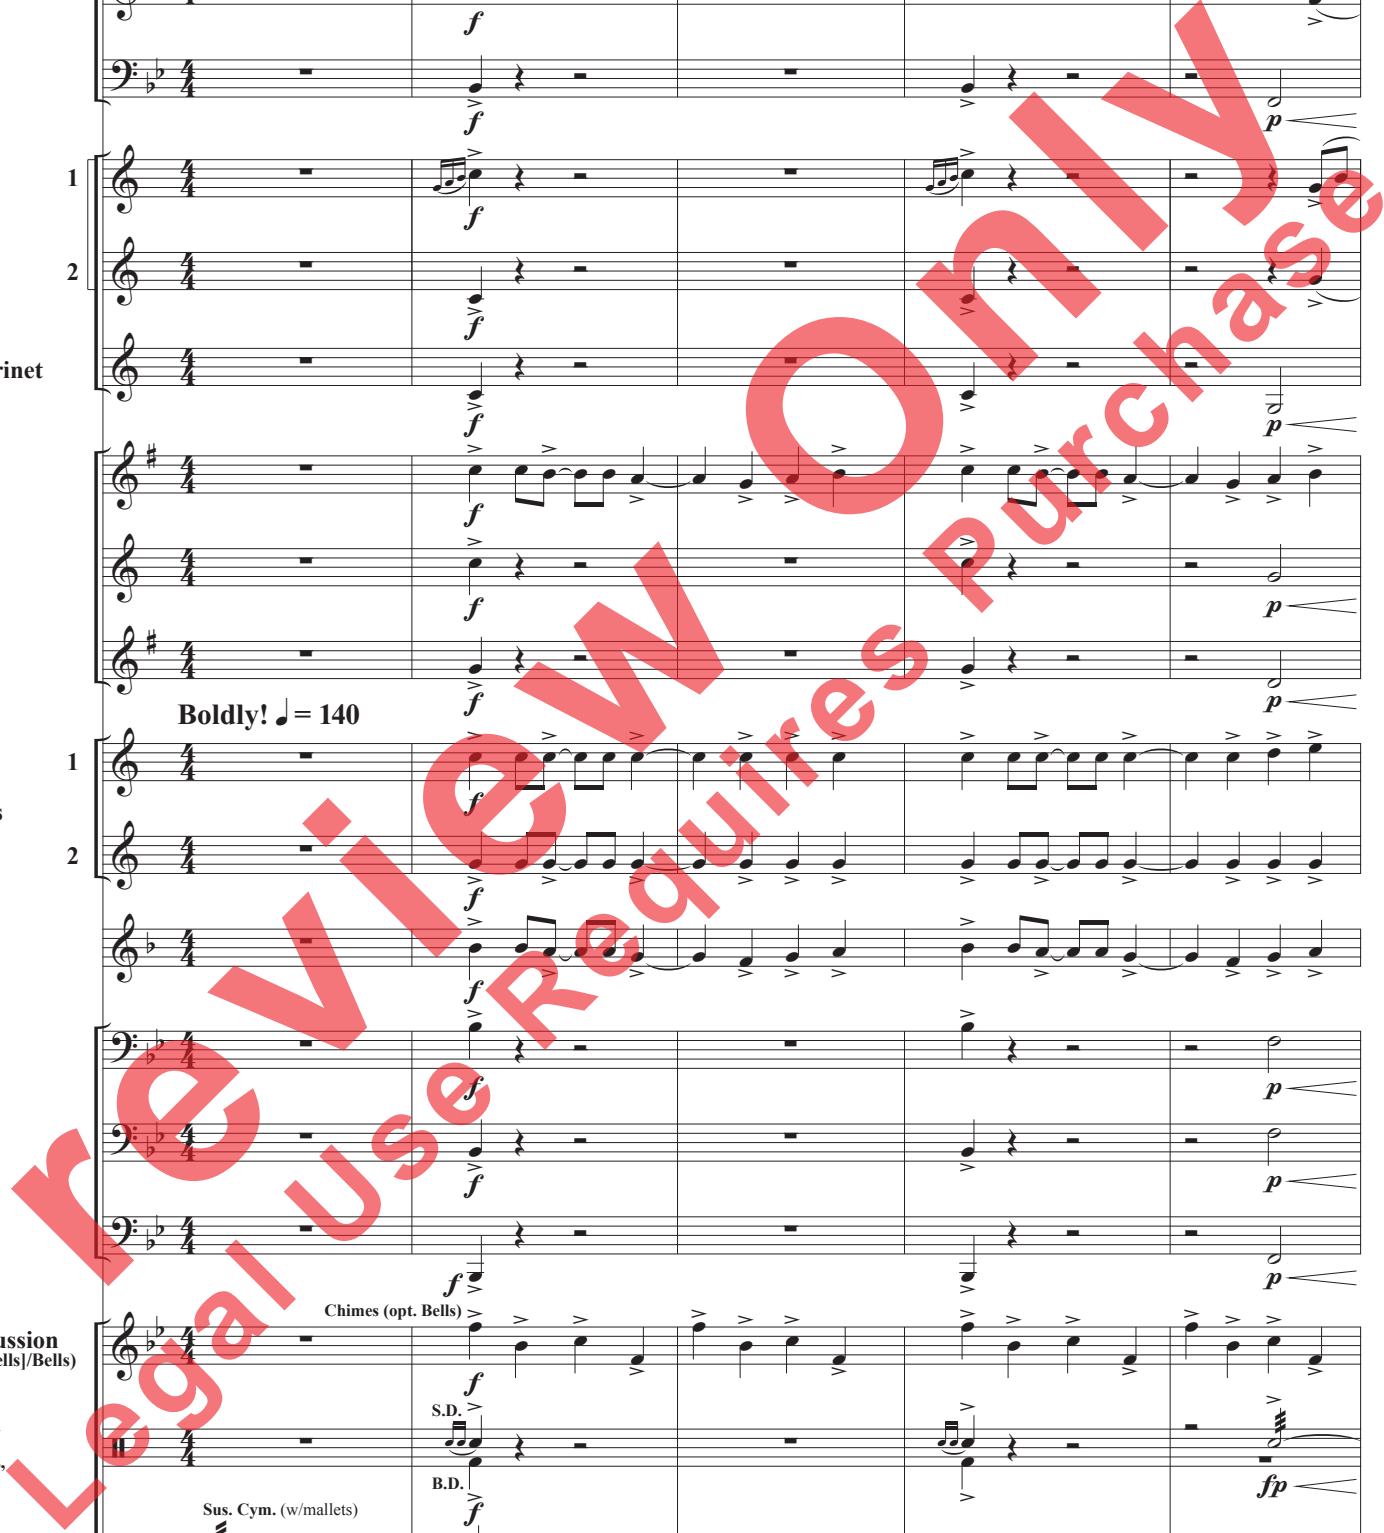 f
f
p
1
f
2
f
rinet
f
p
f
f
p
f
p
Boldly! ♩ = 140
1
f
s
2
f
f
f
p
f
p
f
p
Chimes (opt. Bells)
ussion
ells]/Bells)
f
S.D.
B.D.
f
fp
Sus. Cym. (w/mallets)
review Only
Legal Use Requires Purchase